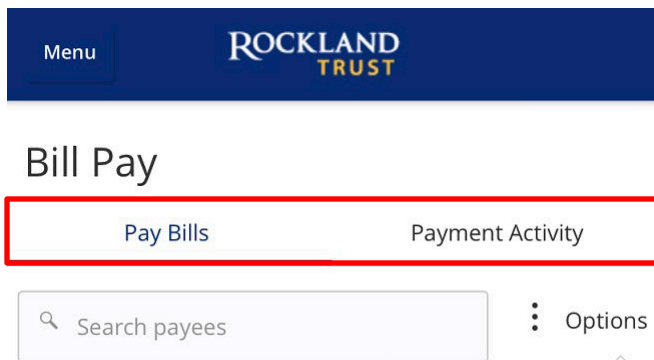 Menu
ROCKLAND
TRUST
Bill Pay
Pay Bills
Payment Activity
Search payees
Options